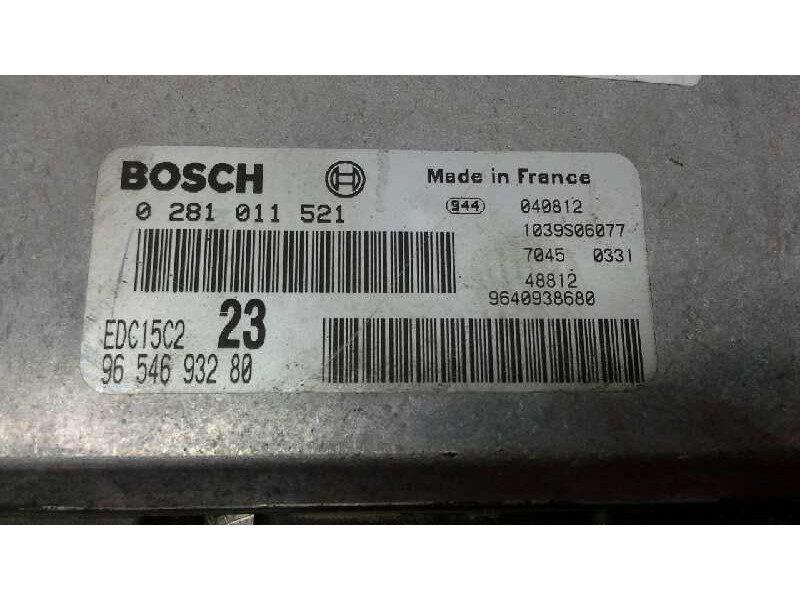 BOSCH
Made in France
0 281 011 521
944 040812
1039S06077
7045 0331
48812
9640938680
EDC15C2 23
96 546 932 80